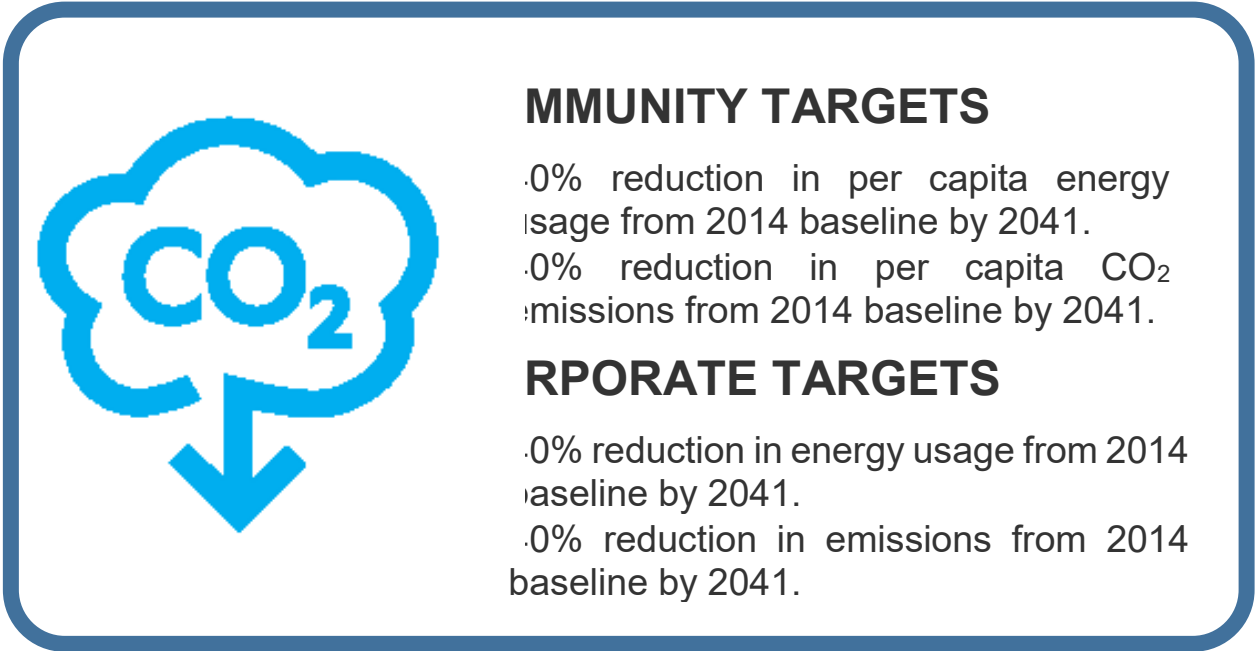 CO2
MMUNITY TARGETS
0% reduction in per capita energy
sage from 2014 baseline by 2041.
0% reduction in per capita CO₂
missions from 2014 baseline by 2041.
RPORATE TARGETS
0% reduction in energy usage from 2014
aseline by 2041.
0% reduction in emissions from 2014
baseline by 2041.